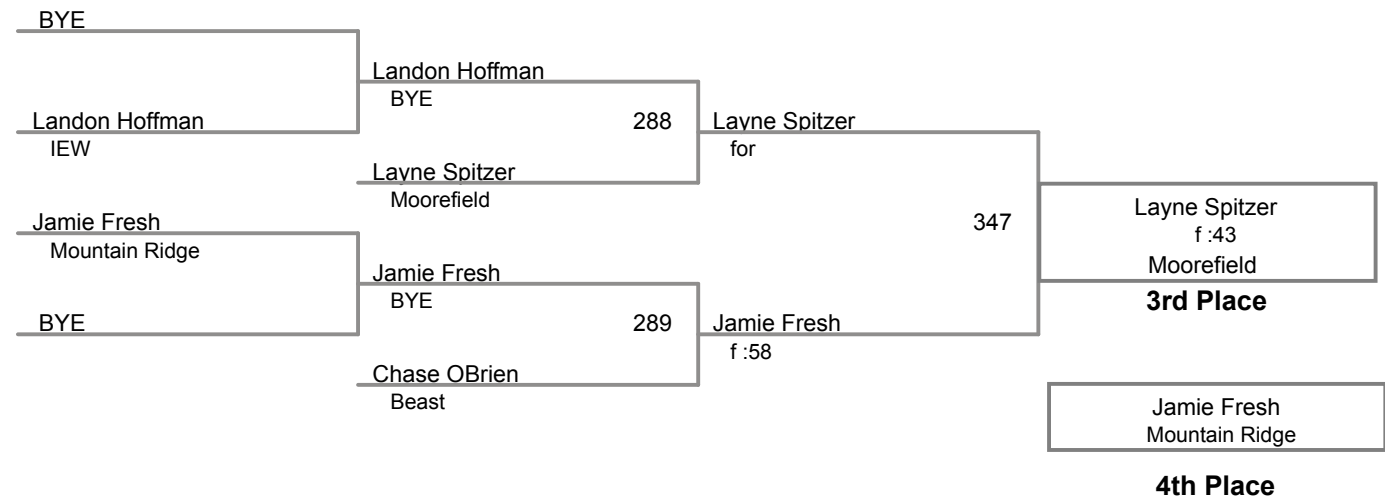 BYE
Landon Hoffman
BYE
Landon Hoffman
IEW
288
Layne Spitzer
for
Layne Spitzer
Moorefield
Jamie Fresh
Mountain Ridge
347
Layne Spitzer
f :43
Moorefield
3rd Place
Jamie Fresh
BYE
BYE
289
Jamie Fresh
f :58
Chase OBrien
Beast
Jamie Fresh
Mountain Ridge
4th Place